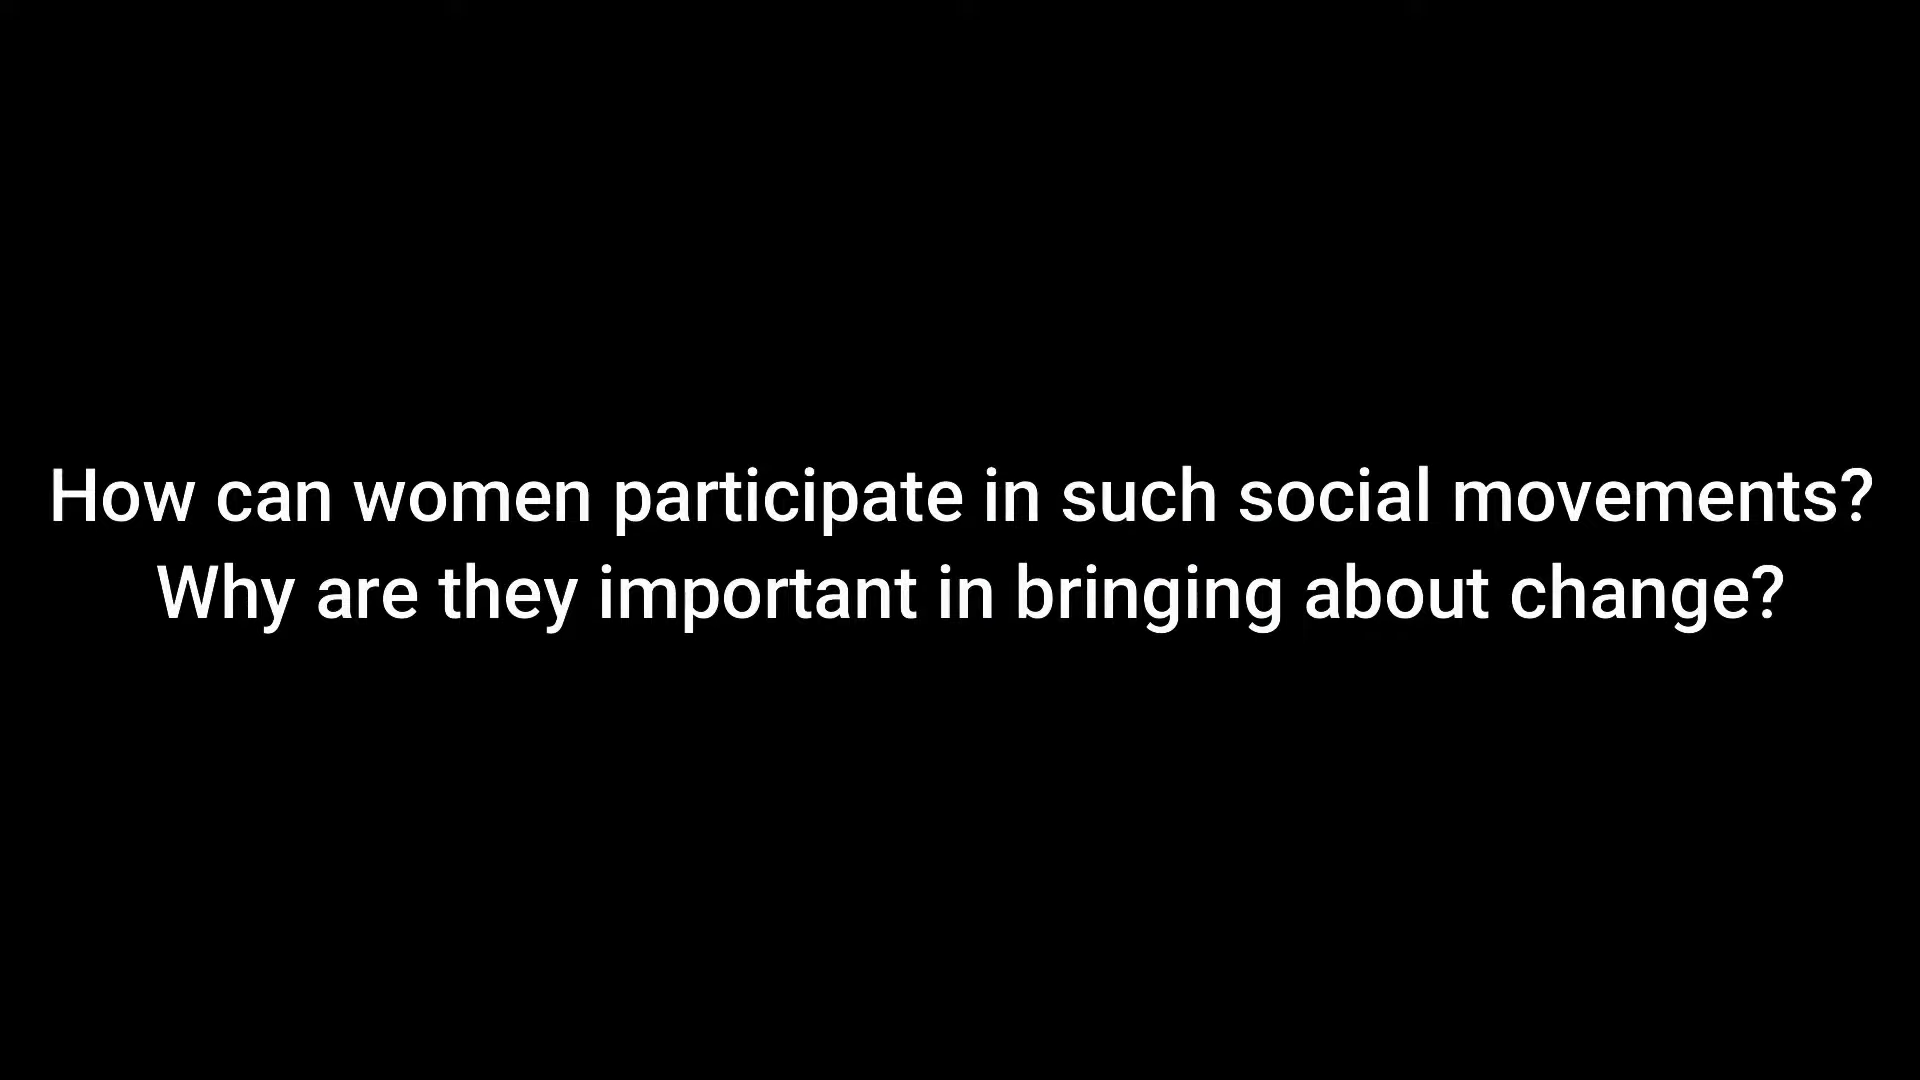 How can women participate in such social movements?
Why are they important in bringing about change?